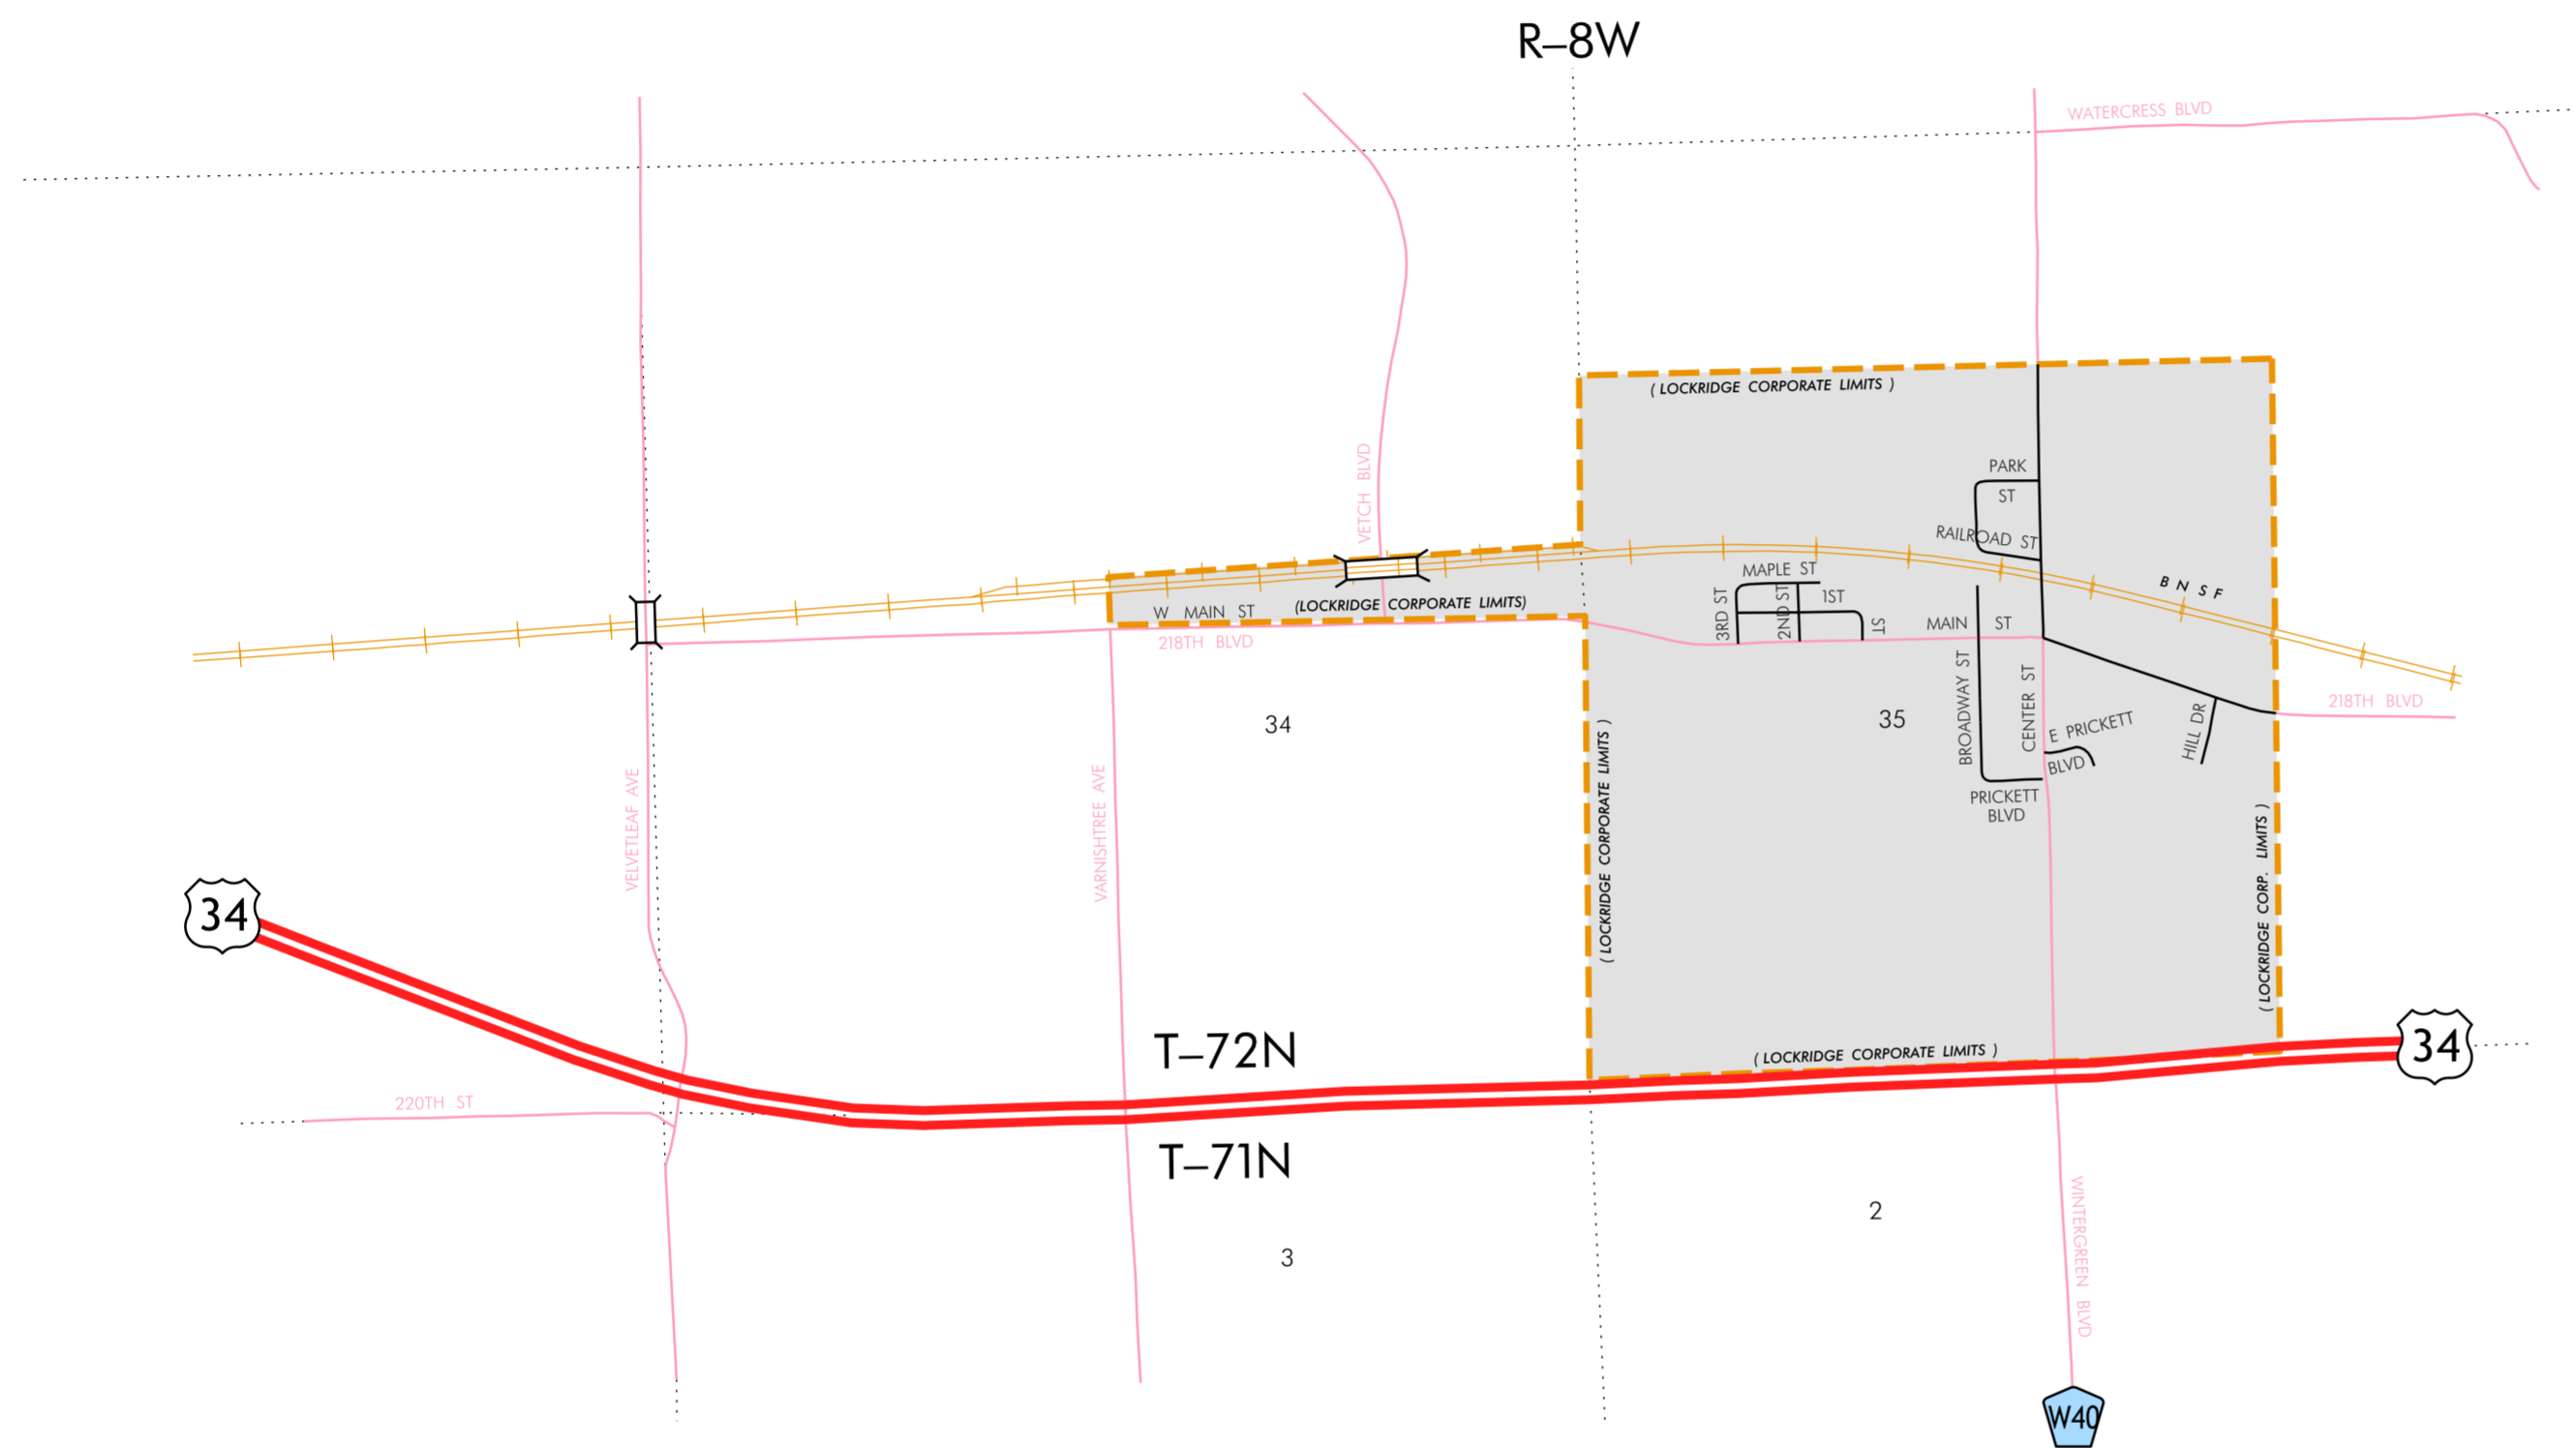 R–8W
WATERCRESS BLVD
( LOCKRIDGE CORPORATE LIMITS )
VETCH BLVD
PARK
ST
RAILROAD ST
MAPLE ST
B N S F
1ST
ST
3RD ST
2ND ST
W MAIN ST
(LOCKRIDGE CORPORATE LIMITS)
MAIN ST
218TH BLVD
218TH BLVD
34
35
BROADWAY ST
CENTER ST
E PRICKETT
BLVD
HILL DR
PRICKETT
BLVD
VELVETLEAF AVE
VARNISHTREE AVE
( LOCKRIDGE CORPORATE LIMITS )
( LOCKRIDGE CORP. LIMITS )
34
34
T–72N
( LOCKRIDGE CORPORATE LIMITS )
220TH ST
T–71N
2
3
WINTERGREEN BLVD
W40